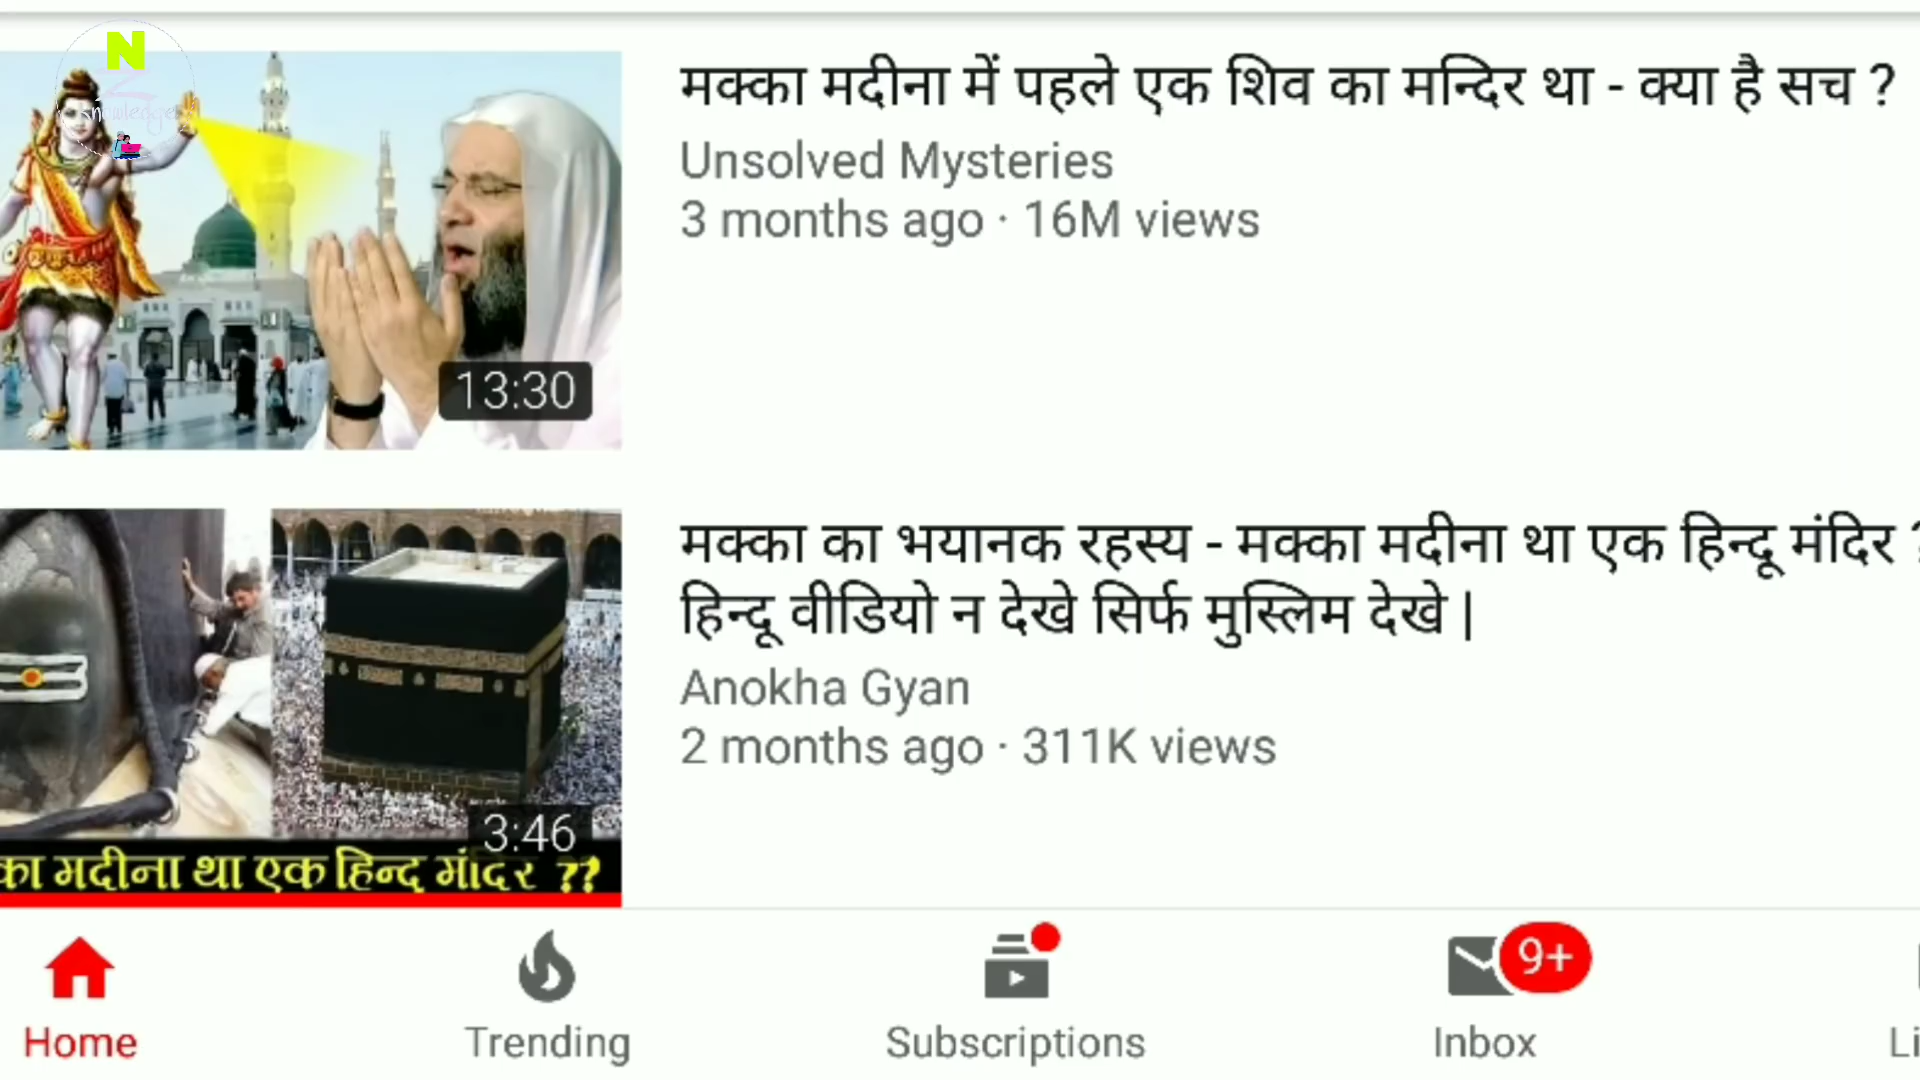 N
knowledge
मक्का मदीना में पहले एक शिव का मन्दिर था - क्या है सच ?
Unsolved Mysteries
3 months ago · 16M views
13:30
मक्का का भयानक रहस्य - मक्का मदीना था एक हिन्दू मंदिर ?
हिन्दू वीडियो न देखे सिर्फ मुस्लिम देखे |
Anokha Gyan
2 months ago · 311K views
3:46
का मदीना था एक हिन्दू मंदिर ??
9+
Home
Trending
Subscriptions
Inbox
Li